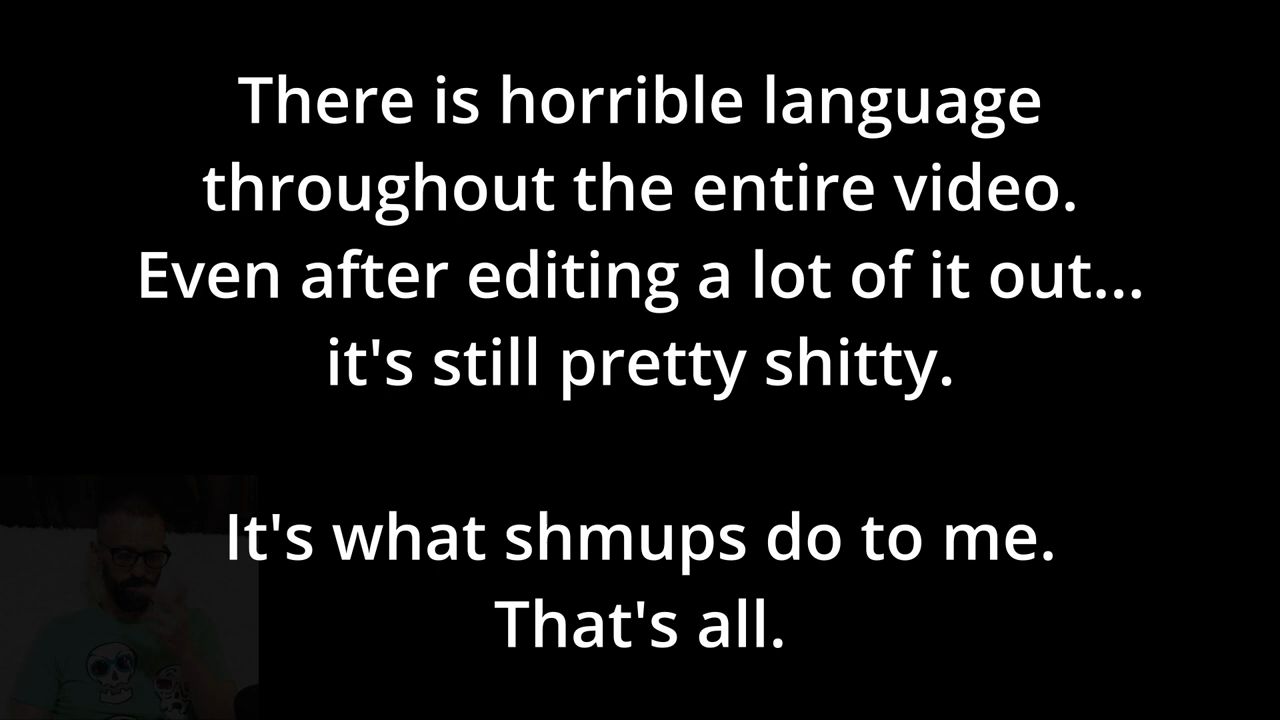 There is horrible language
throughout the entire video.
Even after editing a lot of it out...
it's still pretty shitty.
It's what shmups do to me.
That's all.